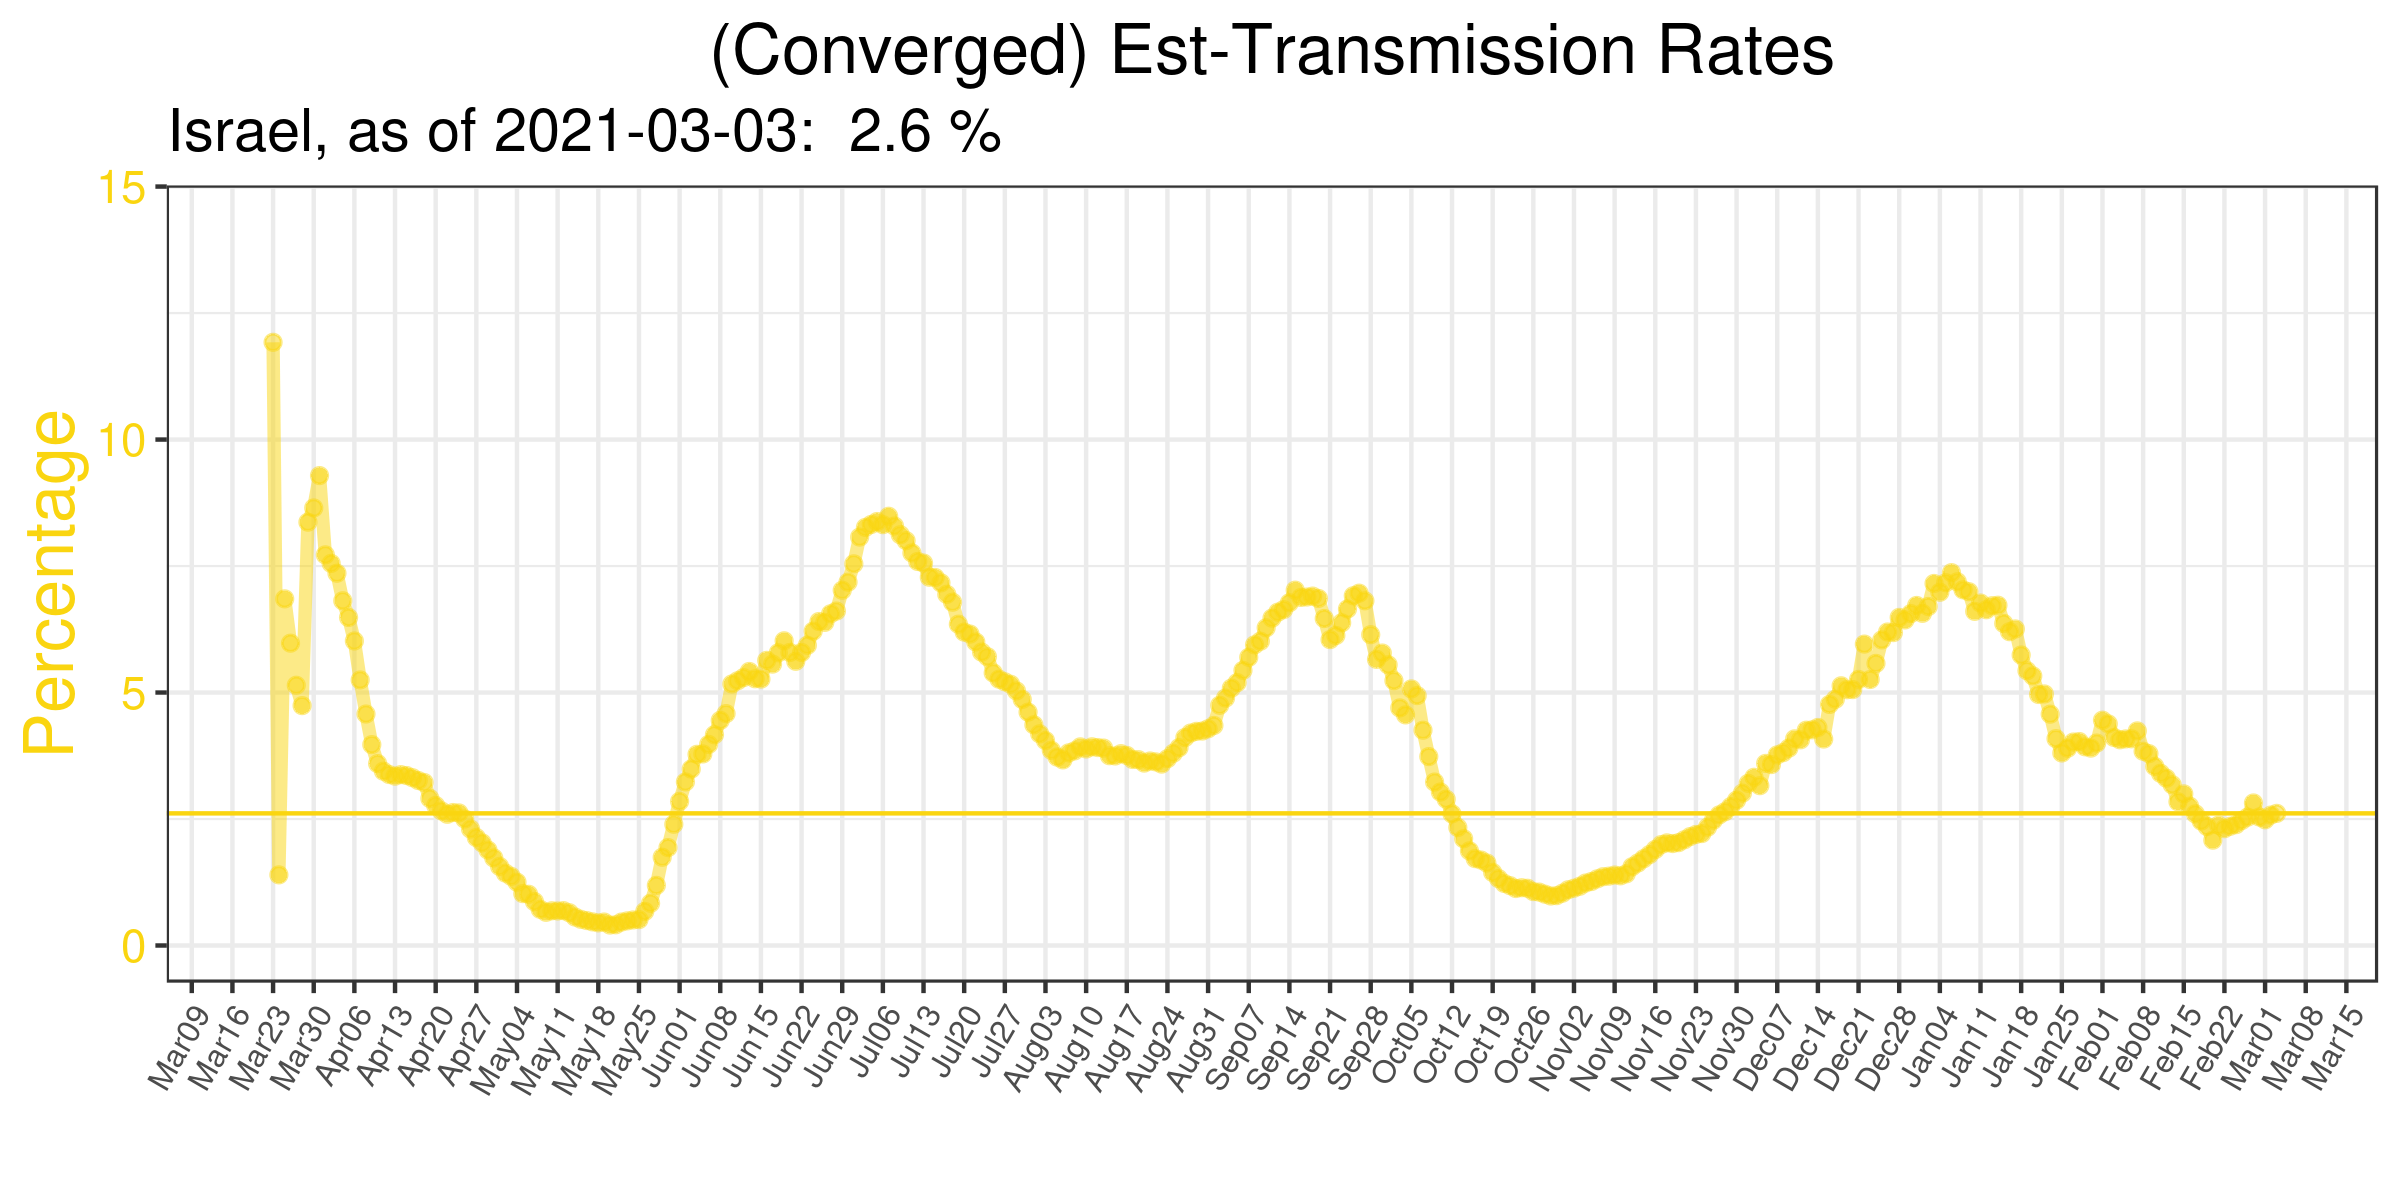 (Converged) Est-Transmission Rates
Israel, as of 2021-03-03:  2.6 %
Percentage
15
10
5
0
Mar09
Mar16
Mar23
Mar30
Apr06
Apr13
Apr20
Apr27
May04
May11
May18
May25
Jun01
Jun08
Jun15
Jun22
Jun29
Jul06
Jul13
Jul20
Jul27
Aug03
Aug10
Aug17
Aug24
Aug31
Sep07
Sep14
Sep21
Sep28
Oct05
Oct12
Oct19
Oct26
Nov02
Nov09
Nov16
Nov23
Nov30
Dec07
Dec14
Dec21
Dec28
Jan04
Jan11
Jan18
Jan25
Feb01
Feb08
Feb15
Feb22
Mar01
Mar08
Mar15